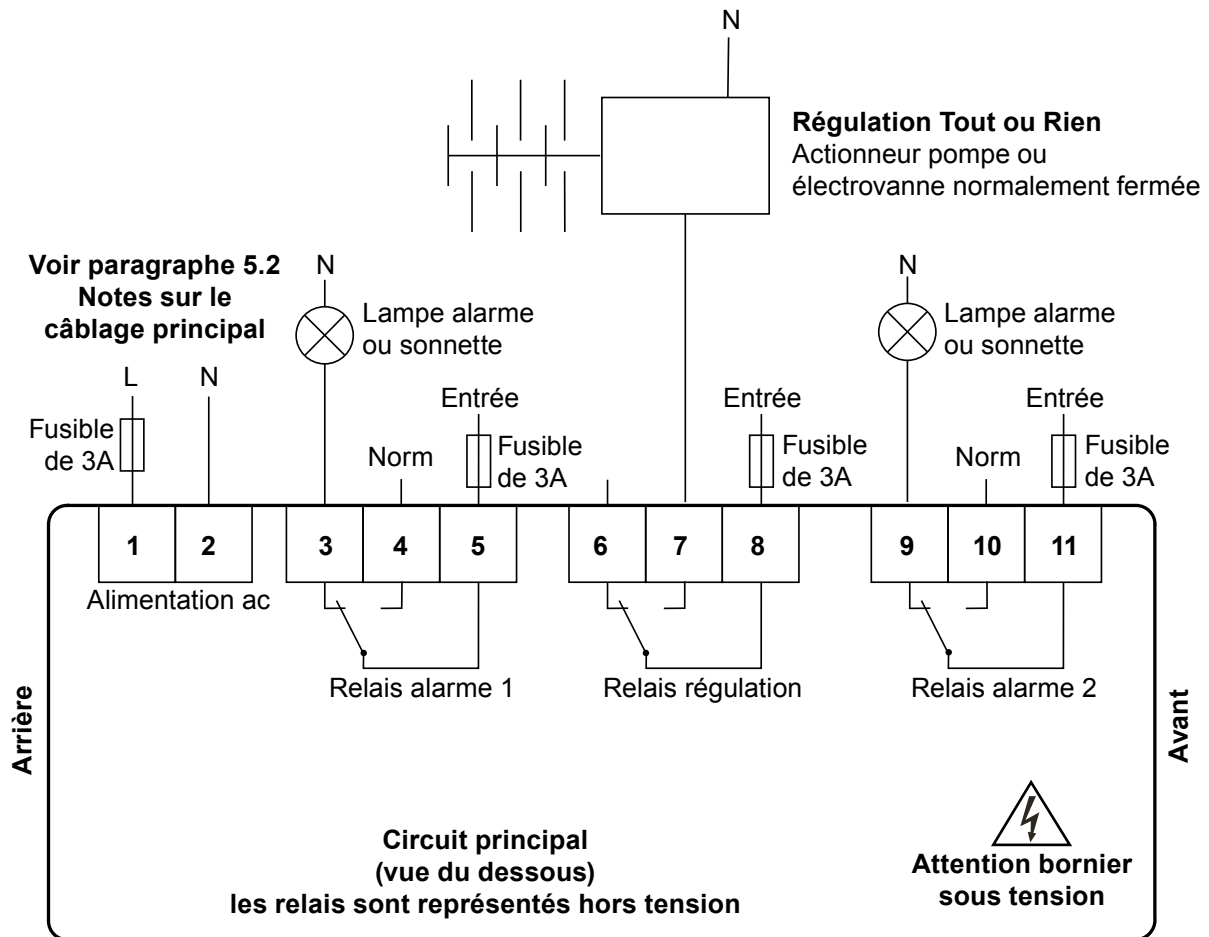 N
Régulation Tout ou Rien
Actionneur pompe ou
électrovanne normalement fermée
Voir paragraphe 5.2
Notes sur le
câblage principal
N
Lampe alarme
ou sonnette
N
Lampe alarme
ou sonnette
L
N
Fusible
de 3A
Norm
Entrée
Fusible
de 3A
Entrée
Fusible
de 3A
Norm
Entrée
Fusible
de 3A
1 2 3 4 5 6 7 8 9 10 11
Alimentation ac
Relais alarme 1
Relais régulation
Relais alarme 2
Arrière
Avant
Circuit principal
(vue du dessous)
les relais sont représentés hors tension
Attention bornier
sous tension